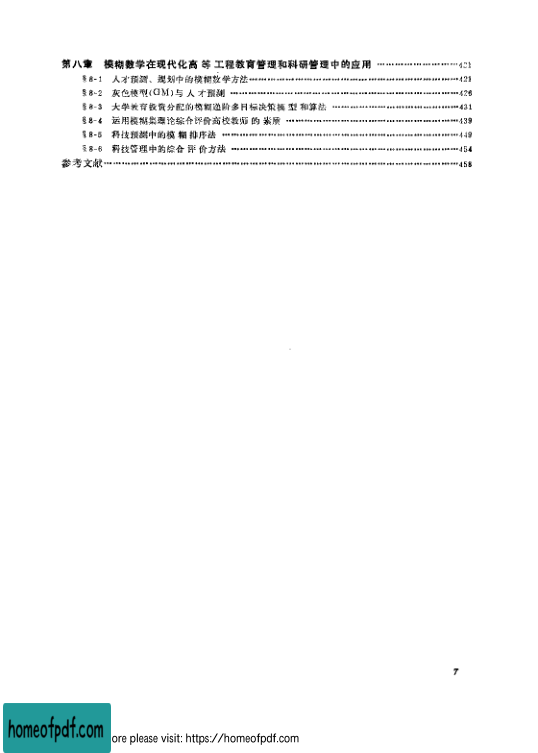 第八章 模糊数学在现代化高等工程教育管理和科研管理中的应用 …………………421
§8-1 人才预测、规划中的模糊数学方法……………………………………421
§8-2 灰色模型(GM)与人才预测 ……………………………………426
§8-3 大学教育投资分配的模糊递阶多目标决策模型和算法 ……………………431
§8-4 运用模糊集理论综合评价高校教师的素质 ……………………………439
§8-5 科技预测中的模糊排序法 ……………………………………449
§8-6 科技管理中的综合评价方法 ……………………………………454
参考文献……………………………………………………458
7
homeofpdf.com
ore please visit: https://homeofpdf.com